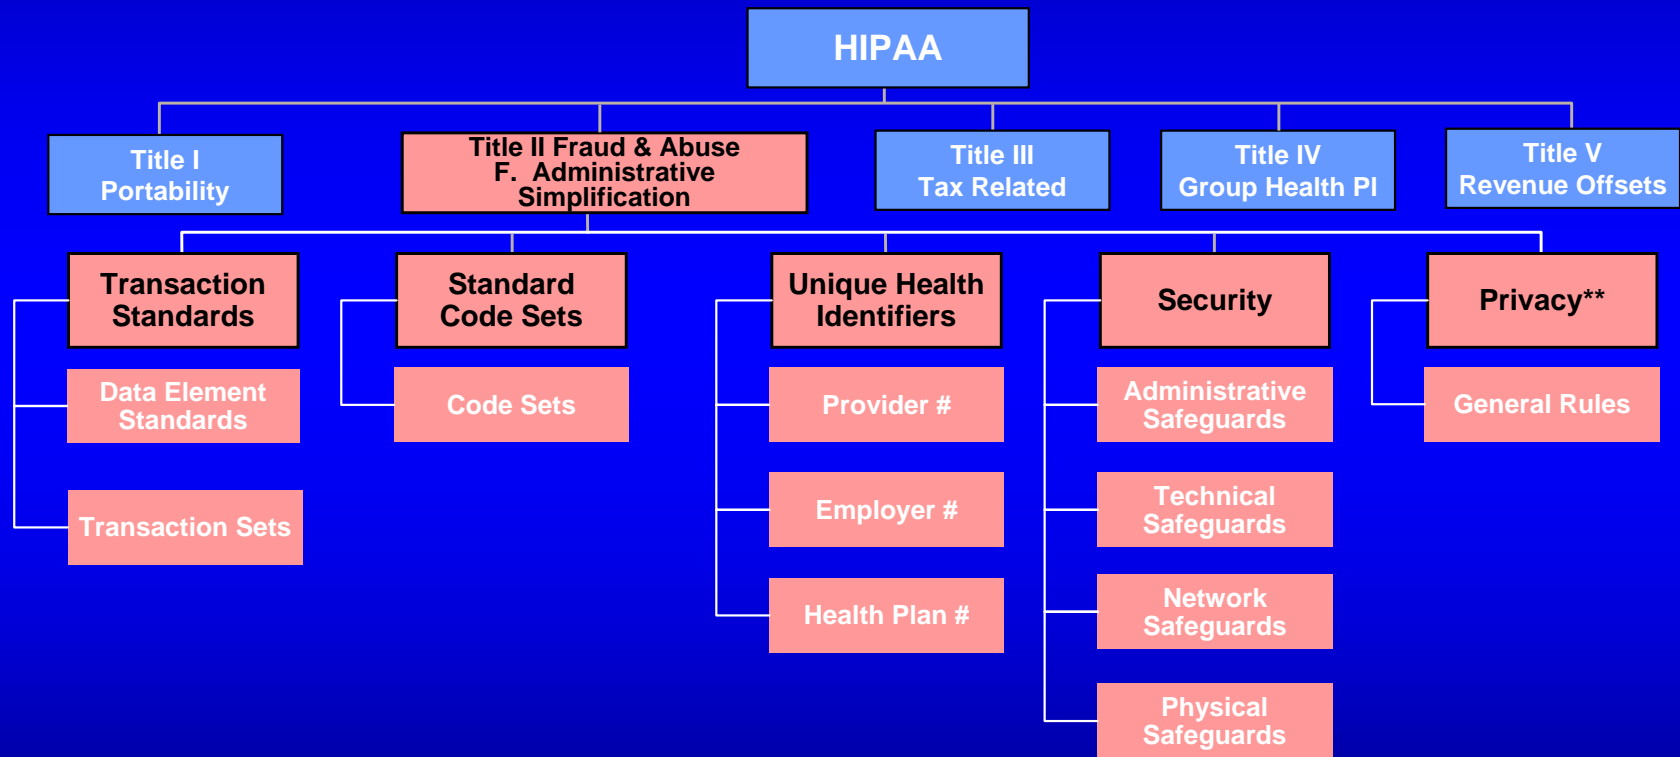 HIPAA
Title I
Portability
Title II Fraud & Abuse
F. Administrative
Simplification
Title III
Tax Related
Title IV
Group Health Pl
Title V
Revenue Offsets
Transaction
Standards
Standard
Code Sets
Unique Health
Identifiers
Security
Privacy**
Data Element
Standards
Code Sets
Provider #
Administrative
Safeguards
General Rules
Transaction Sets
Employer #
Technical
Safeguards
Health Plan #
Network
Safeguards
Physical
Safeguards